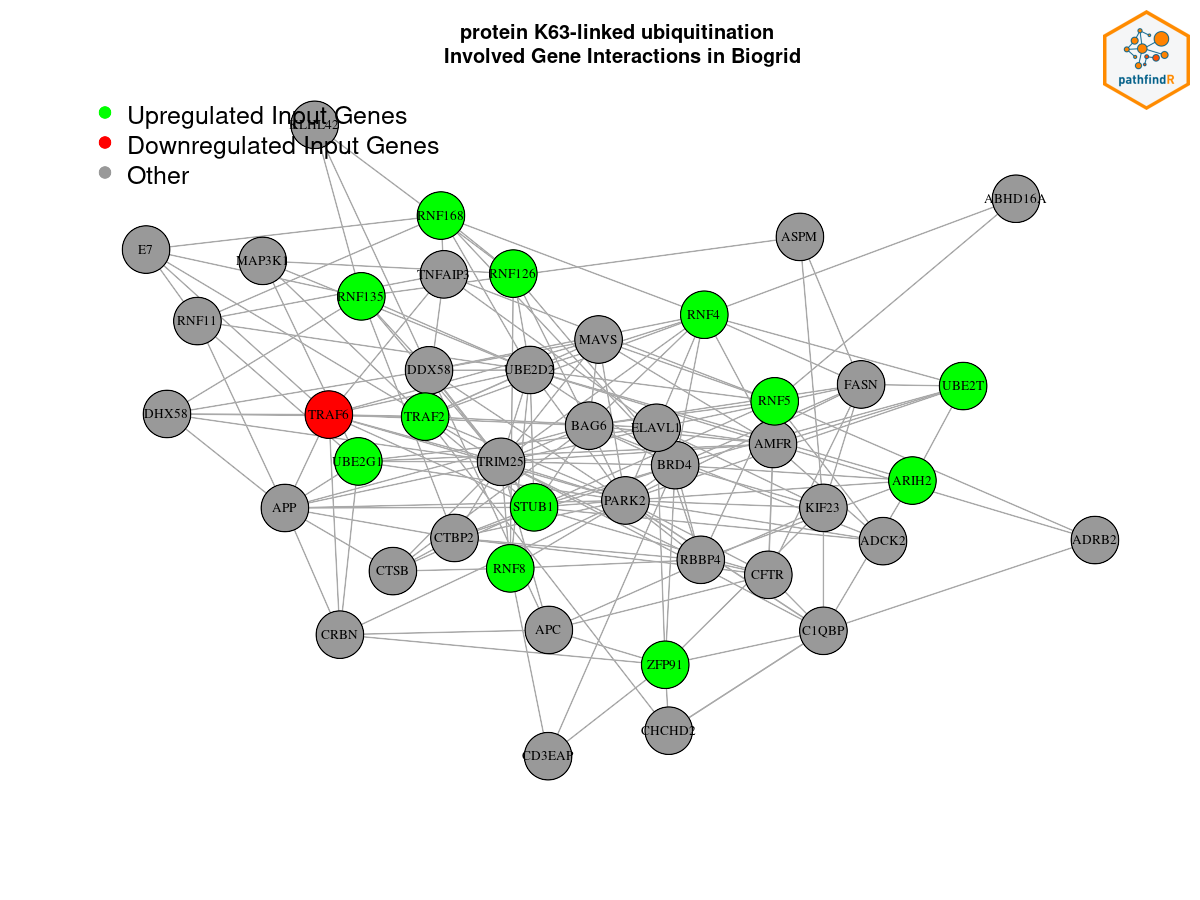 protein K63-linked ubiquitination
Involved Gene Interactions in Biogrid
pathfindR
Upregulated Input Genes
KLHL42
Downregulated Input Genes
Other
ABHD16A
RNF168
ASPM
E7
MAP3K1
TNFAIP3
RNF126
RNF135
RNF4
RNF11
MAVS
DDX58
UBE2D2
FASN
UBE2T
RNF5
DHX58
TRAF6
TRAF2
BAG6
ELAVL1
AMFR
UBE2G1
TRIM25
BRD4
ARIH2
PARK2
APP
STUB1
KIF23
CTBP2
ADCK2
ADRB2
RBBP4
CTSB
RNF8
CFTR
CRBN
APC
C1QBP
ZFP91
CHCHD2
CD3EAP